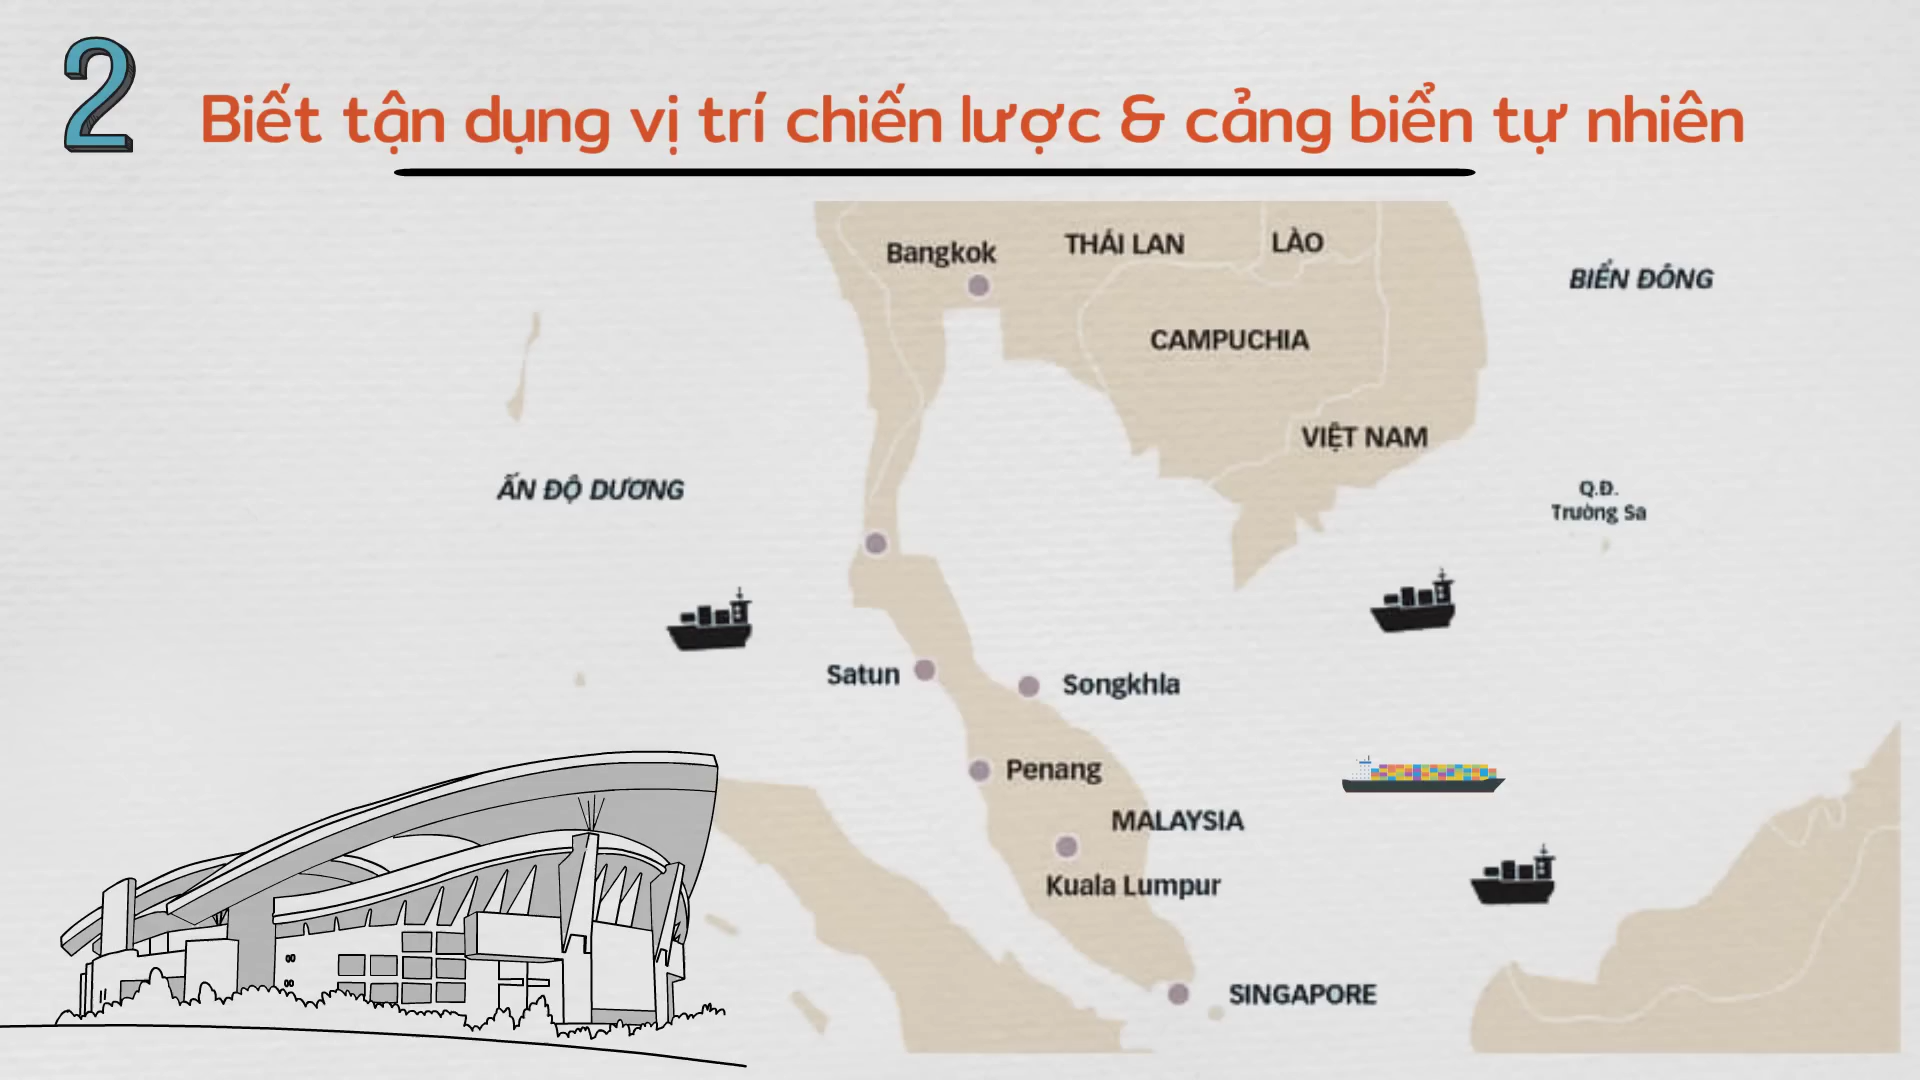 2
Biết tận dụng vị trí chiến lược & cảng biển tự nhiên
Bangkok
THÁI LAN
LÀO
BIỂN ĐÔNG
CAMPUCHIA
VIỆT NAM
ẤN ĐỘ DƯƠNG
Q.Đ.
Trường Sa
Satun
Songkhla
Penang
MALAYSIA
Kuala Lumpur
SINGAPORE